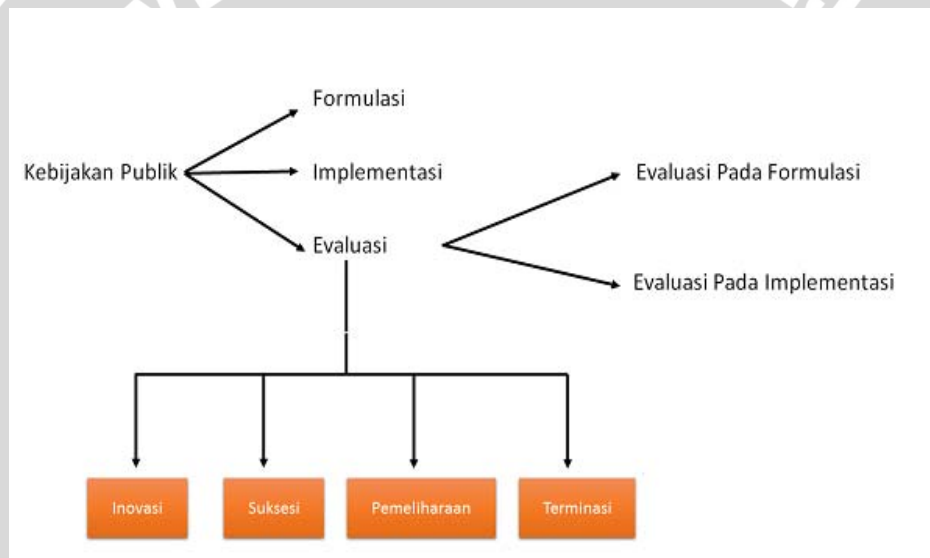 Formulasi
Kebijakan Publik
Implementasi
Evaluasi
Evaluasi Pada Formulasi
Evaluasi Pada Implementasi
Inovasi
Suksesi
Pemeliharaan
Terminasi